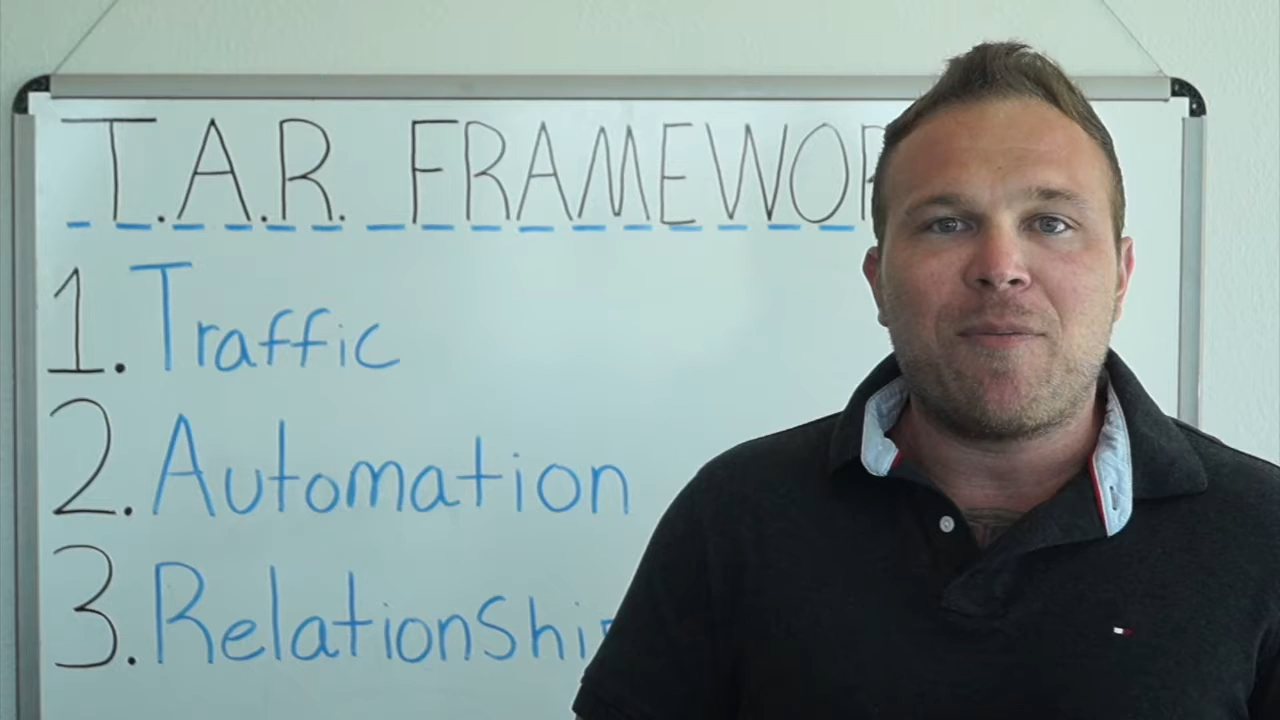 T.A.R. FRAMEWOR
1. Traffic
2. Automation
3. Relationshi